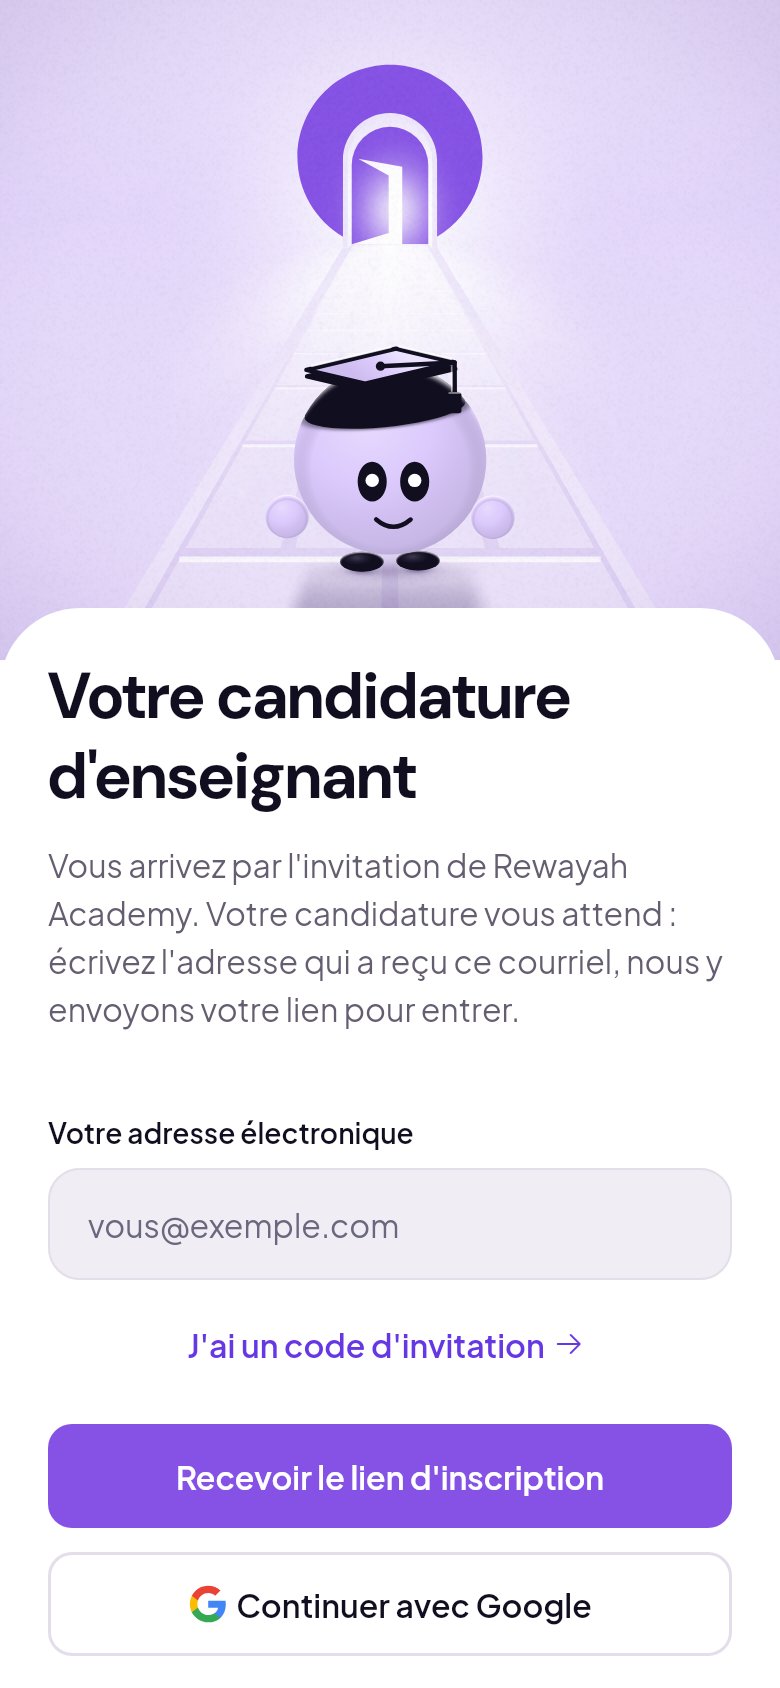 Votre candidature
d'enseignant
Vous arrivez par l'invitation de Rewayah
Academy. Votre candidature vous attend :
écrivez l'adresse qui a reçu ce courriel, nous y
envoyons votre lien pour entrer.
Votre adresse électronique
vous@exemple.com
J'ai un code d'invitation →
Recevoir le lien d'inscription
Continuer avec Google